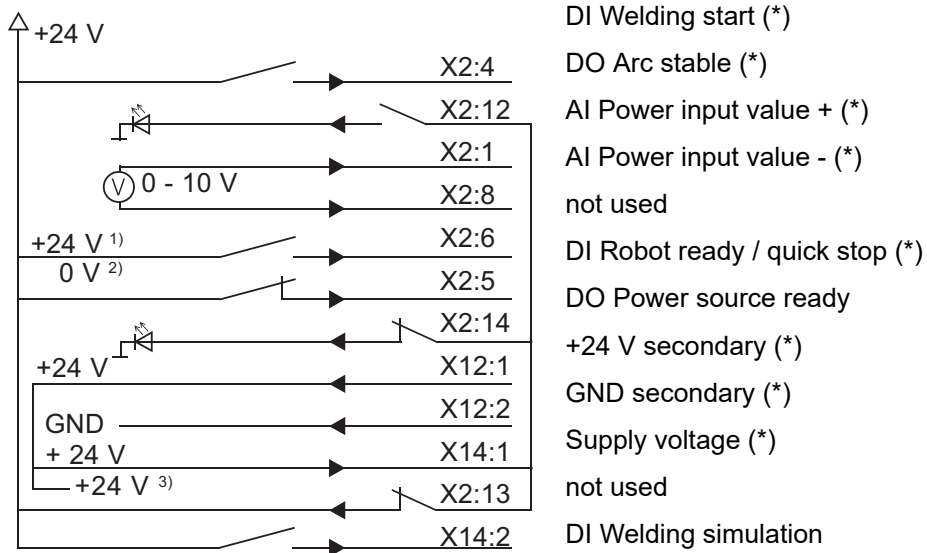 DI Welding start (*)
+24 V
X2:4
DO Arc stable (*)
X2:12
AI Power input value + (*)
X2:1
AI Power input value - (*)
V 0 - 10 V
X2:8
not used
+24 V 1)
X2:6
DI Robot ready / quick stop (*)
0 V 2)
X2:5
DO Power source ready
X2:14
+24 V secondary (*)
+24 V
X12:1
GND secondary (*)
GND
X12:2
Supply voltage (*)
+ 24 V
X14:1
+24 V 3)
X2:13
not used
X14:2
DI Welding simulation